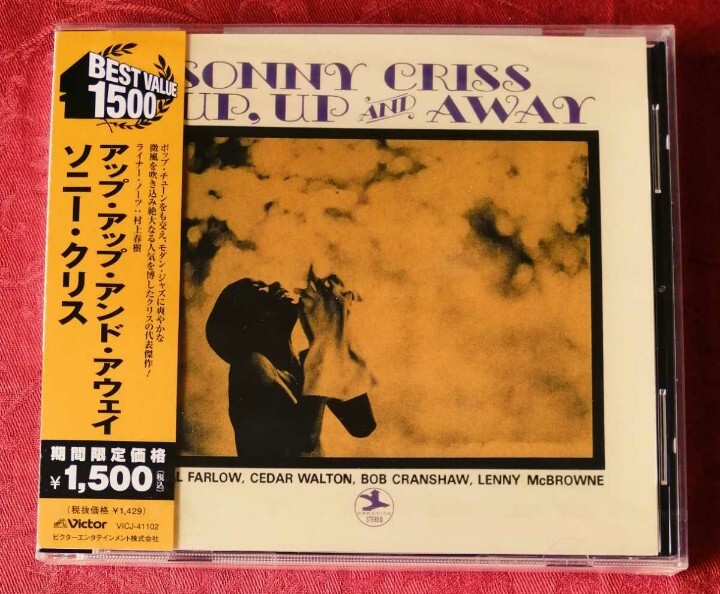 BEST VALUE
1500
アップ・アップ・アンド・アウェイ
ソニー・クリス
ポップ・チューンをも交え、モダン・ジャズに爽やかな
微風を吹き込み絶大なる人気を博したクリスの代表傑作!
ライナー・ノーツ:村上春樹
期間限定価格
¥1,500(税込)
(税抜価格 ¥1,429)
Victor VICJ-41102
ビクターエンタテインメント株式会社
SONNY CRISS
UP, UP AND AWAY
L FARLOW, CEDAR WALTON, BOB CRANSHAW, LENNY McBROWNE
PRESTIGE
STEREO